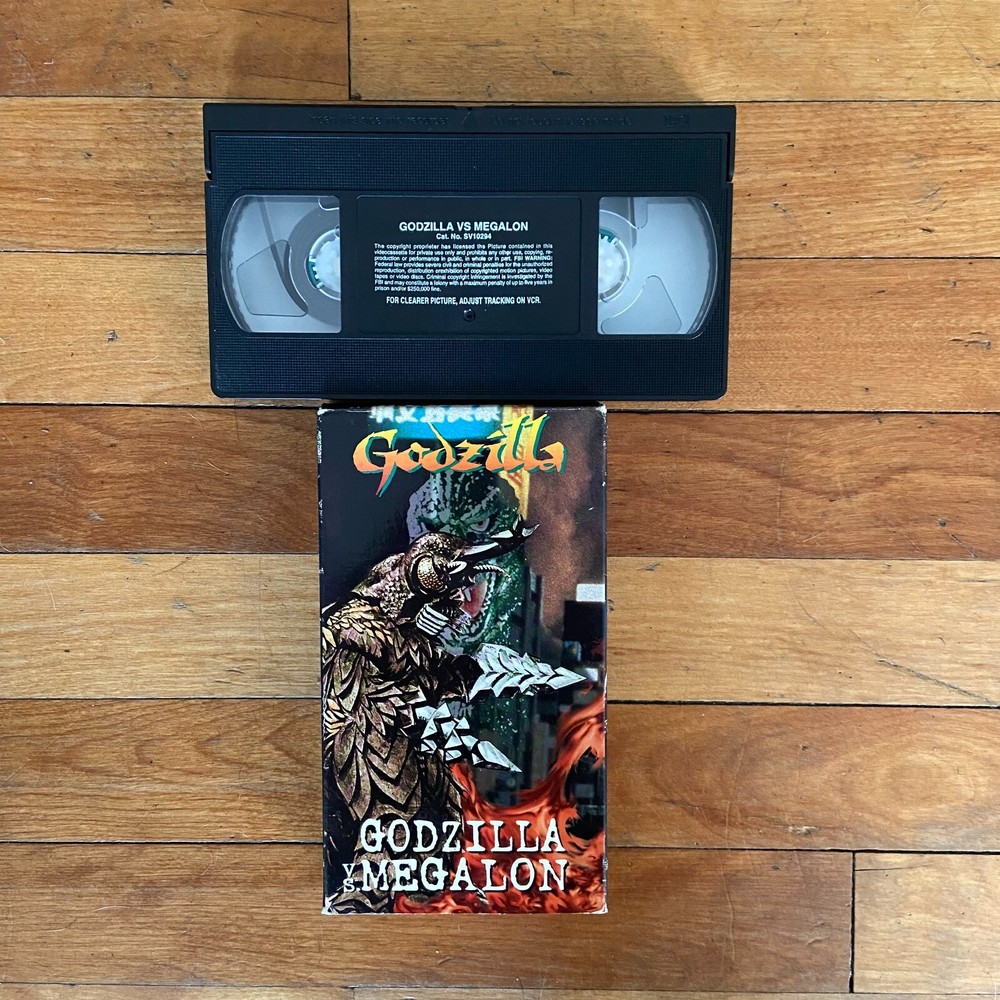 GODZILLA VS MEGALON
Cat. No. SV10294
The copyright proprietor has licensed the Picture contained in this
videocassette for private use only and prohibits any other use, copying, re-
production or performance in public, in whole or in part. FBI WARNING:
Federal law provides severe civil and criminal penalties for the unauthorized
reproduction, distribution or exhibition of copyrighted motion pictures, video
tapes or video discs. Criminal copyright infringement is investigated by the
FBI and may constitute a felony with a maximum penalty of up to five years in
prison and/or $250,000 fine.
FOR CLEARER PICTURE, ADJUST TRACKING ON VCR.
Godzilla
GODZILLA
VS. MEGALON